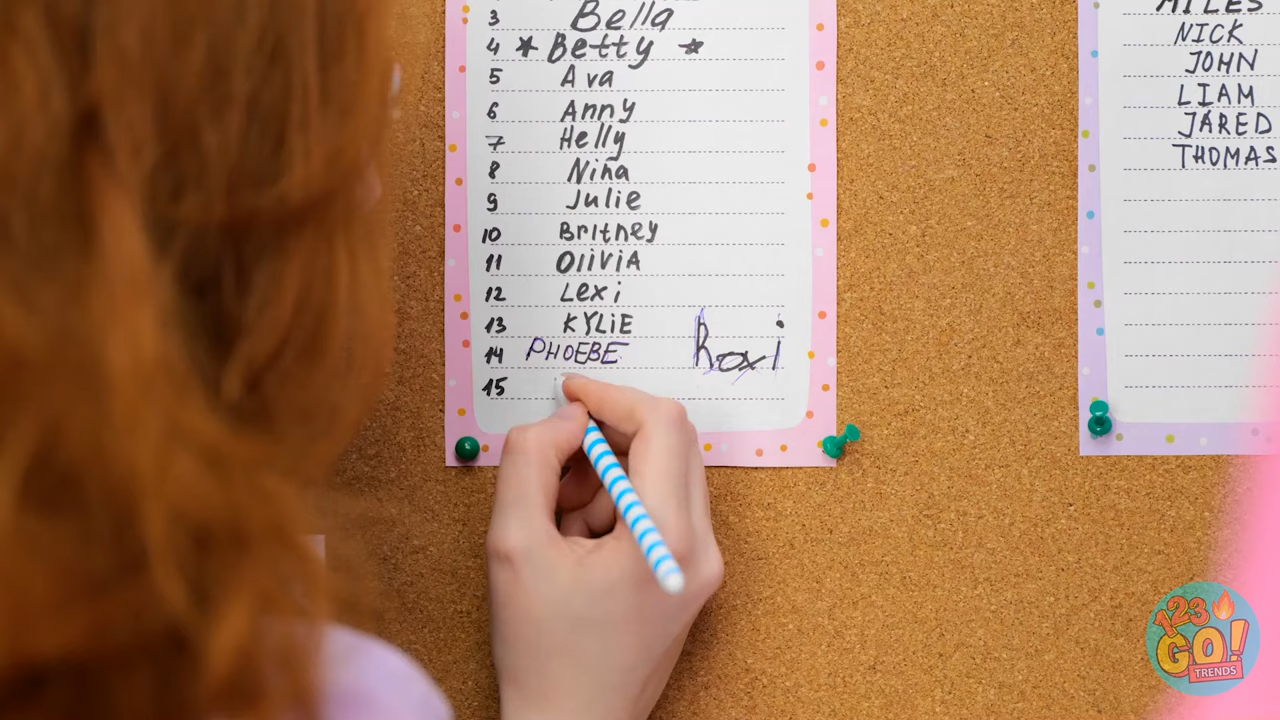 3 Bella
4 * Betty *
5 Ava
6 Anny
7 Helly
8 Nina
9 Julie
10 Britney
11 OliviA
12 Lexi
13 KYLiE
14 PHOEBE Roxi
15
MILES
NICK
JOHN
LIAM
JARED
THOMAS
123
GO!
TRENDS